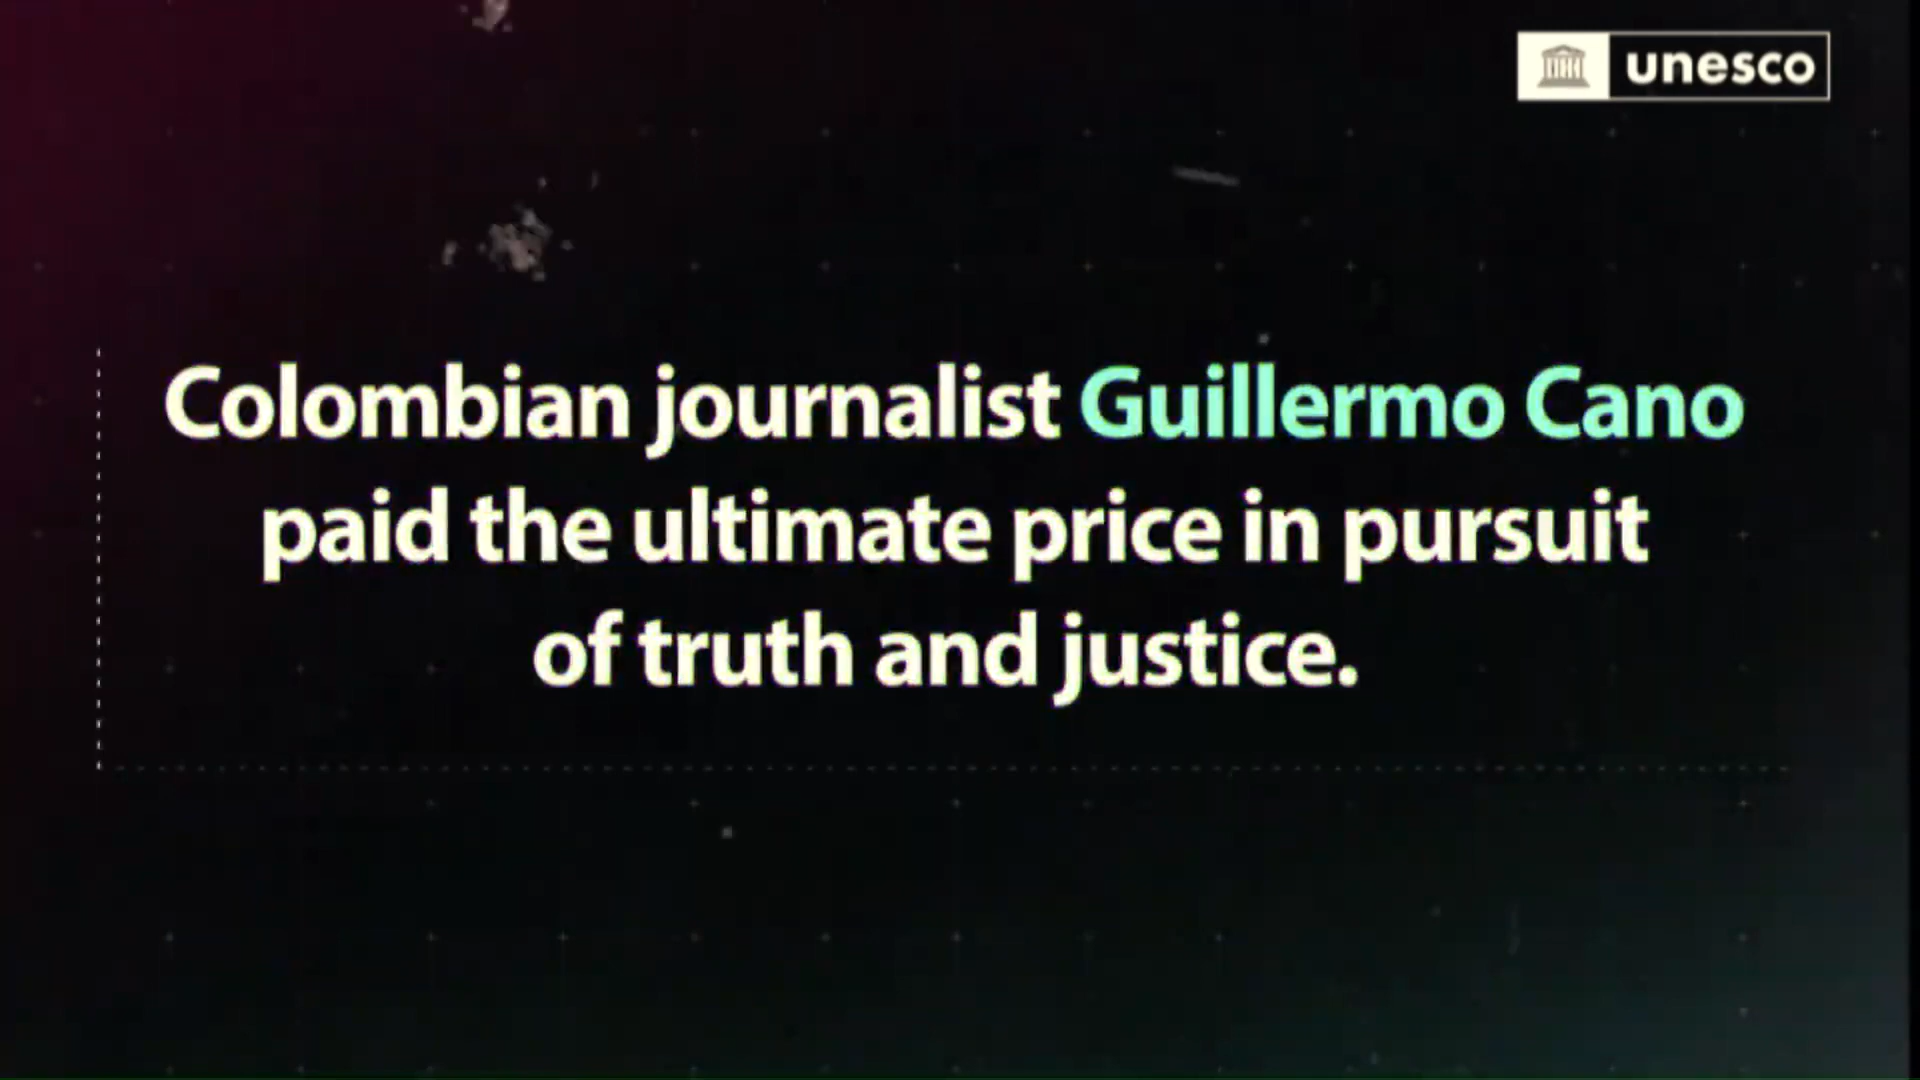 unesco
Colombian journalist Guillermo Cano
paid the ultimate price in pursuit
of truth and justice.